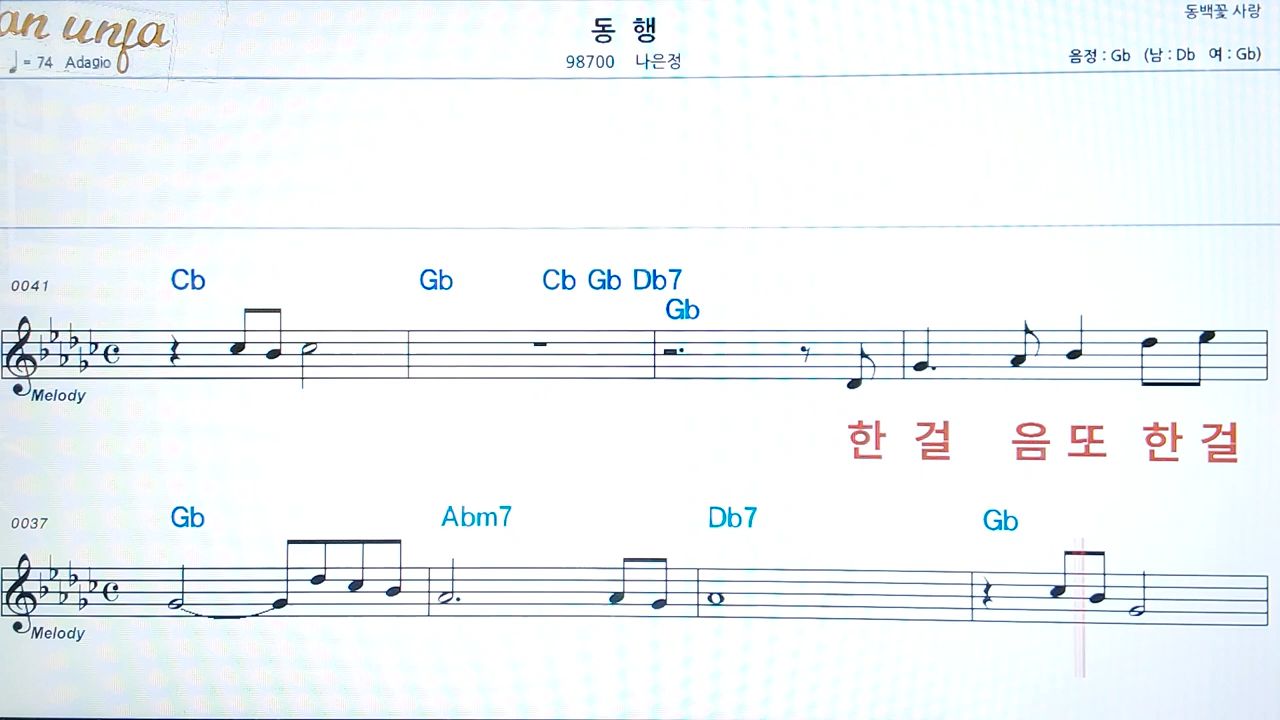 an unfa
♩= 74 Adagio
동 행
98700 나은정
동백꽃 사랑
음정 : Gb (남 : Db 여 : Gb)
0041
Cb Gb Cb Gb Db7
Gb
Melody
한 걸 음 또 한 걸
0037
Gb Abm7 Db7 Gb
Melody